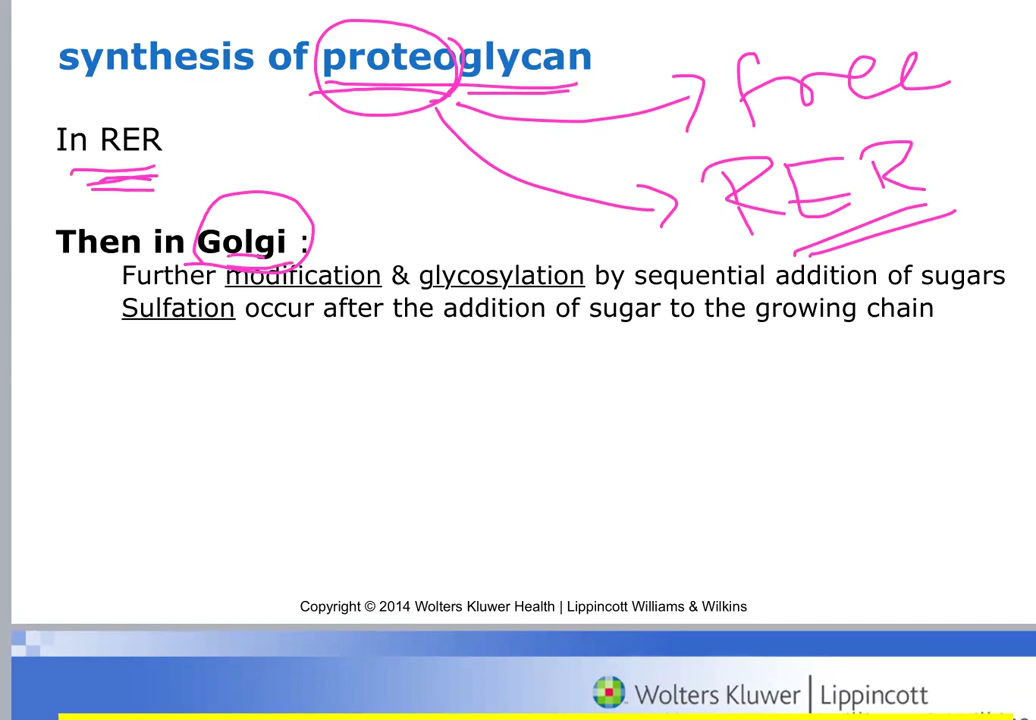 synthesis of proteoglycan
free
In RER
RER
Then in Golgi :
Further modification & glycosylation by sequential addition of sugars
Sulfation occur after the addition of sugar to the growing chain
Copyright © 2014 Wolters Kluwer Health | Lippincott Williams & Wilkins
Wolters Kluwer | Lippincott